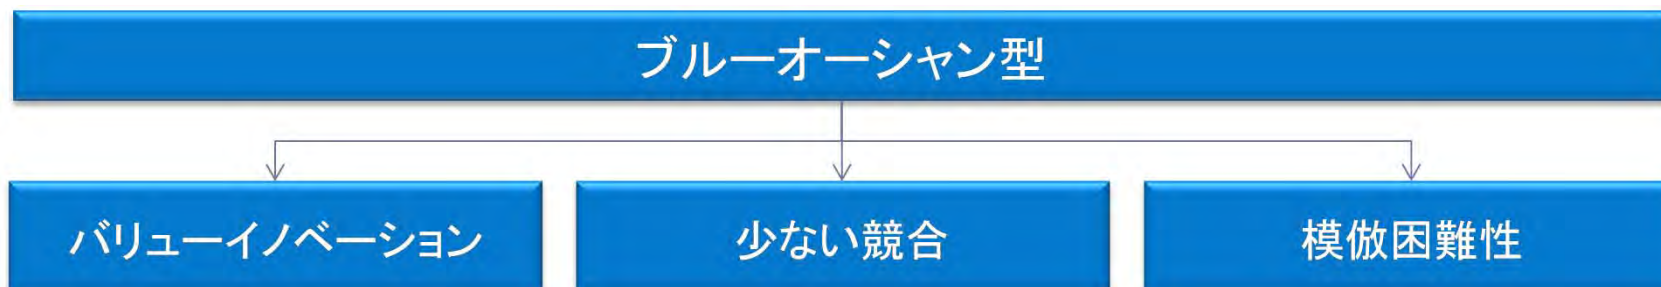 ブルーオーシャン型
バリューイノベーション
少ない競合
模倣困難性